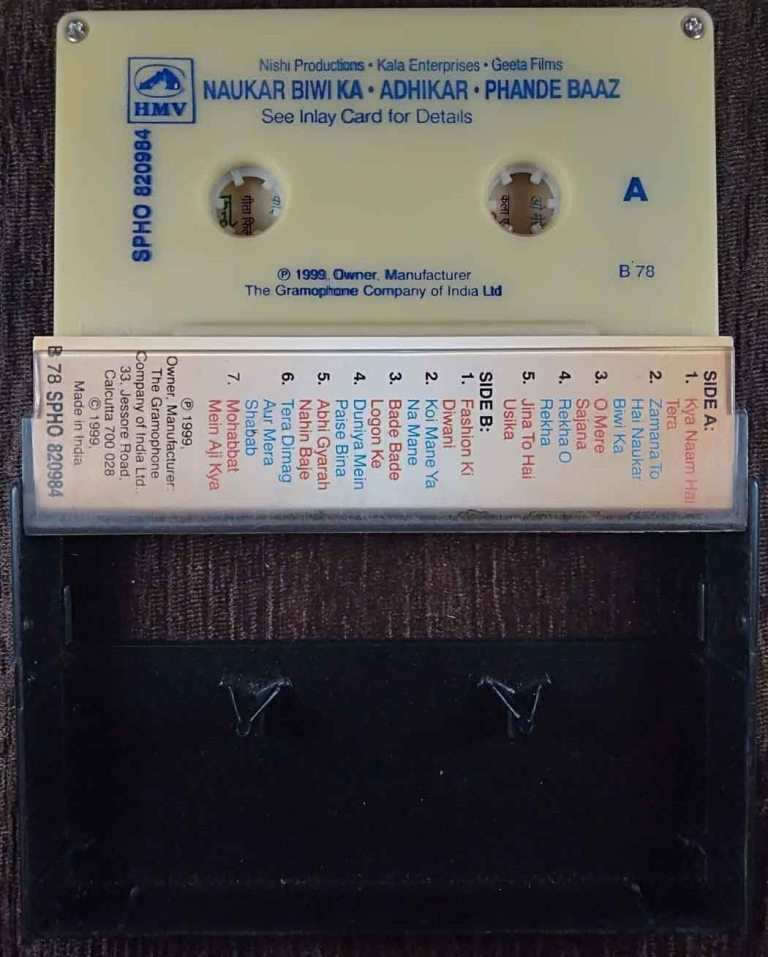 Nishi Productions • Kala Enterprises • Geeta Films
HMV
NAUKAR BIWI KA • ADHIKAR • PHANDE BAAZ
See Inlay Card for Details
SPHO 820984
A
℗ 1999, Owner, Manufacturer
The Gramophone Company of India Ltd
B 78
SIDE A:
1. Kya Naam Hai
Tera
2. Zamana To
Hai Naukar
Biwi Ka
3. O Mere
Sajana
4. Rekha O
Rekha
5. Jina To Hai
Usika
SIDE B:
1. Fashion Ki
Diwani
2. Koi Mane Ya
Na Mane
3. Bade Bade
Logon Ke
4. Duniya Mein
Paise Bina
5. Abhi Gyarah
Nahin Baje
6. Tera Dimag
Aur Mera
Shabab
7. Mohabbat
Mein Aji Kya
℗ 1999,
Owner, Manufacturer:
The Gramophone
Company of India Ltd.,
33, Jessore Road,
Calcutta 700 028
© 1999,
Made in India
B 78 SPHO 820984